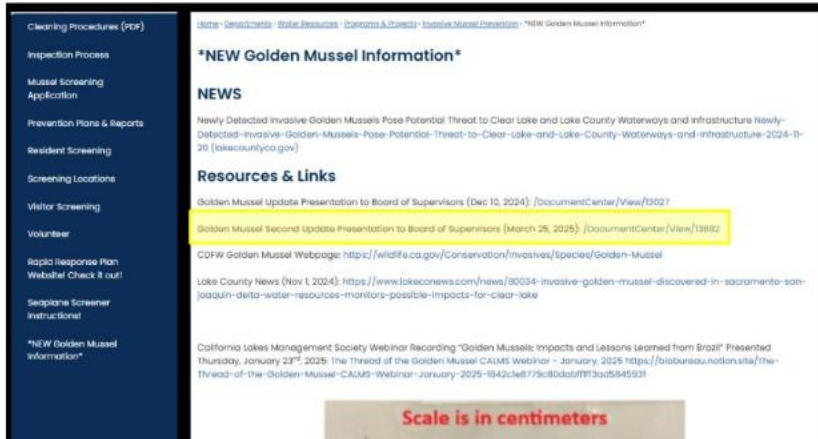 Cleaning Procedures (PDF)
Inspection Process
Mussel Screening
Application
Prevention Plans & Reports
Resident Screening
Screening Locations
Visitor Screening
Volunteer
Rapid Response Plan
Website! Check it out!
Seaplane Screener
Instructions!
*NEW Golden Mussel
Information*
Home › Departments › Water Resources › Programs & Projects › Invasive Mussel Prevention › *NEW Golden Mussel Information*
*NEW Golden Mussel Information*
NEWS
Newly Detected Invasive Golden Mussels Pose Potential Threat to Clear Lake and Lake County Waterways and Infrastructure Newly-
Detected-Invasive-Golden-Mussels-Pose-Potential-Threat-to-Clear-Lake-and-Lake-County-Waterways-and-Infrastructure-2024-11-
20 (lakecountyca.gov)
Resources & Links
Golden Mussel Update Presentation to Board of Supervisors (Dec 10, 2024): /DocumentCenter/View/13027
Golden Mussel Second Update Presentation to Board of Supervisors (March 25, 2025): /DocumentCenter/View/13882
CDFW Golden Mussel Webpage: https://wildlife.ca.gov/Conservation/Invasives/Species/Golden-Mussel
Lake County News (Nov 1, 2024): https://www.lakeconews.com/news/80034-invasive-golden-mussel-discovered-in-sacramento-san-
joaquin-delta-water-resources-monitors-possible-impacts-for-clear-lake
California Lakes Management Society Webinar Recording "Golden Mussels: Impacts and Lessons Learned from Brazil" Presented
Thursday, January 23rd, 2025: The Thread of the Golden Mussel CALMS Webinar - January, 2025 https://biobureau.notion.site/The-
Scale is in centimeters